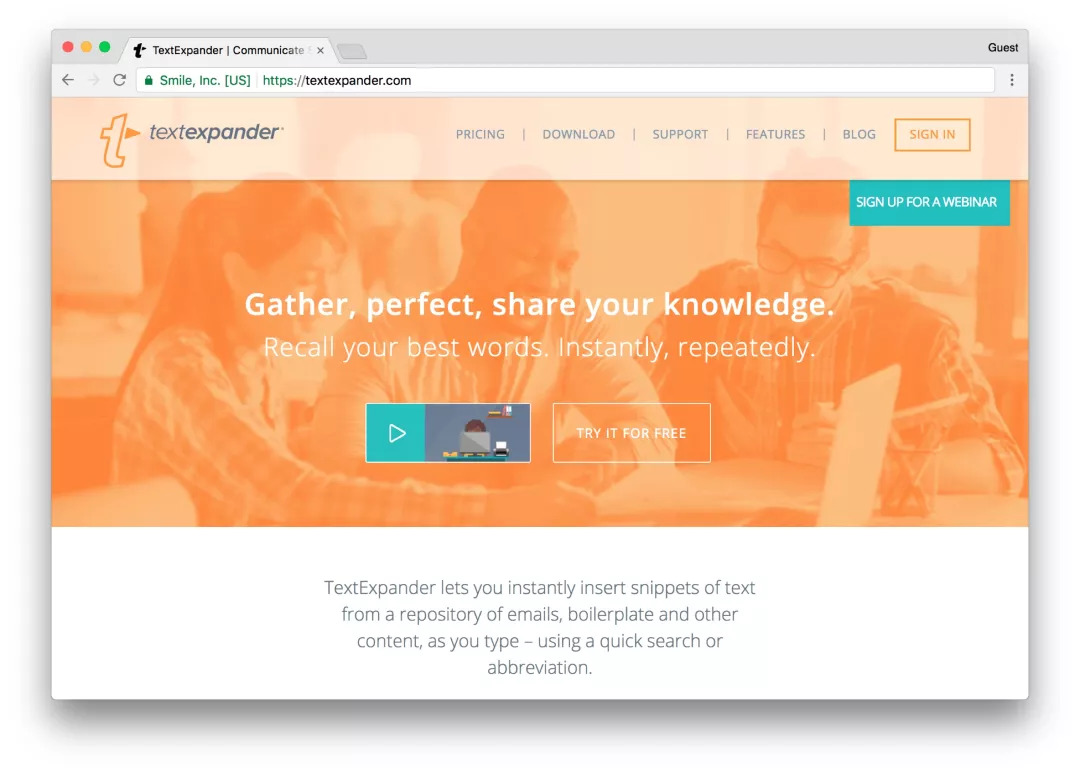 TextExpander | Communicate
Guest
Smile, Inc. [US]
https://textexpander.com
textexpander
PRICING | DOWNLOAD | SUPPORT | FEATURES | BLOG
SIGN IN
SIGN UP FOR A WEBINAR
Gather, perfect, share your knowledge.
Recall your best words. Instantly, repeatedly.
TRY IT FOR FREE
TextExpander lets you instantly insert snippets of text
from a repository of emails, boilerplate and other
content, as you type – using a quick search or
abbreviation.